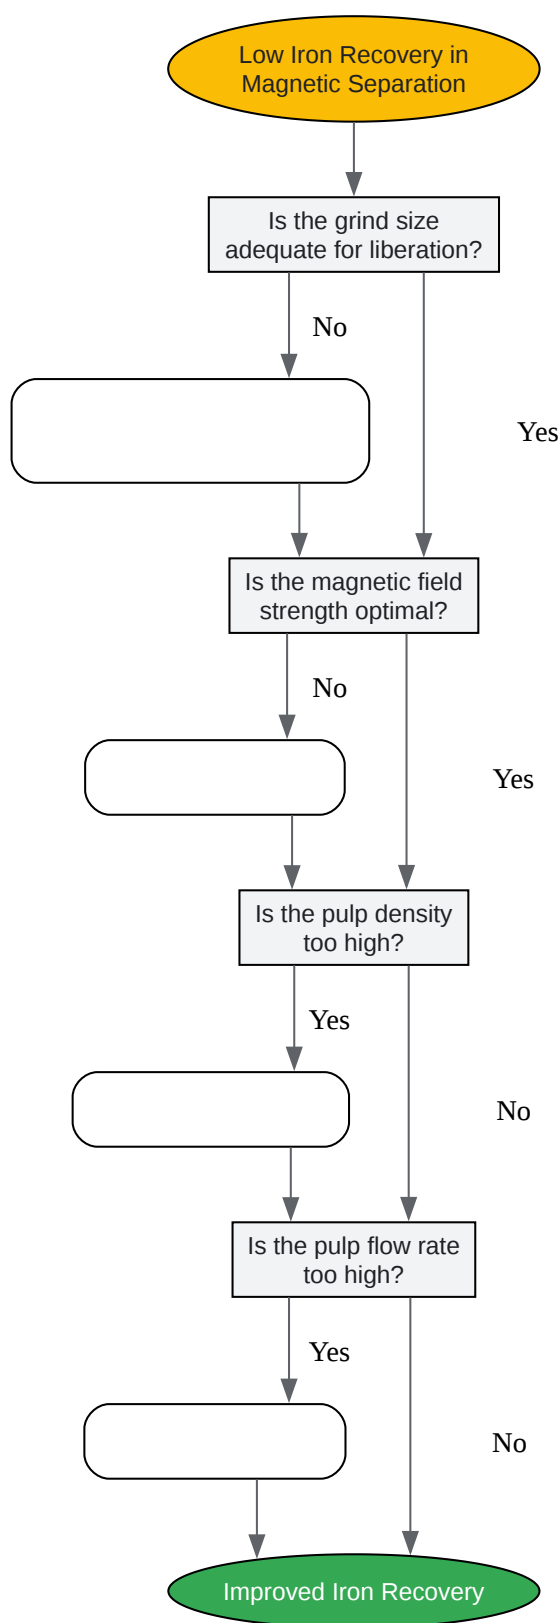 Low Iron Recovery in
Magnetic Separation
Is the grind size
adequate for liberation?
No
Yes
Is the magnetic field
strength optimal?
No
Yes
Is the pulp density
too high?
Yes
No
Is the pulp flow rate
too high?
Yes
No
Improved Iron Recovery